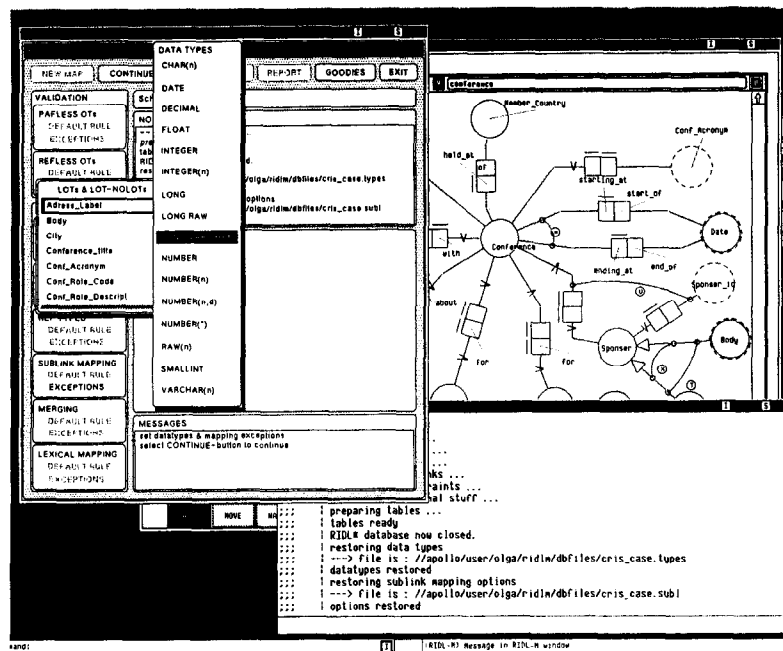 DATA TYPES
CHAR(n)
DATE
DECIMAL
FLOAT
INTEGER
INTEGER(n)
LONG
LONG RAW
NUMBER
NUMBER(n)
NUMBER(n,d)
NUMBER(*)
RAW(n)
SMALLINT
VARCHAR(n)
NEW MAP
CONTINUE
REPORT
GOODIES
EXIT
VALIDATION
PAFLESS OTs
DEFAULT RULE
EXCEPTIONS
REFLESS OTs
DEFAULT RULE
LOTs & LOT-NOLOTs
Adress_Label
Body
City
Conference_title
Conf_Acronym
Conf_Role_Code
Conf_Role_Descript
DEFAULT RULE
EXCEPTIONS
SUBLINK MAPPING
DEFAULT RULE
EXCEPTIONS
MERGING
DEFAULT RULE
EXCEPTIONS
LEXICAL MAPPING
DEFAULT RULE
EXCEPTIONS
/olga/ridlm/dbfiles/cris_case.types
options
/olga/ridlm/dbfiles/cris_case.subl
MESSAGES
set datatypes & mapping exceptions
select CONTINUE-button to continue
MOVE
conference
Member_Country
Conf_Acronym
held_at
of
starting_at
start_of
Date
with
Conference
ending_at
end_of
Sponser_id
about
for
for
Sponser
Body
nks ...
raints ...
al stuff ...
;;; | preparing tables ...
;;; | tables ready
;;; | RIDL* database now closed.
;;; | restoring data types
;;; | ---> file is : //apollo/user/olga/ridlm/dbfiles/cris_case.types
;;; | datatypes restored
;;; | restoring sublink mapping options
;;; | ---> file is : //apollo/user/olga/ridlm/dbfiles/cris_case.subl
;;; | options restored
mand:
(RIDL-M) Message in RIDL-M window